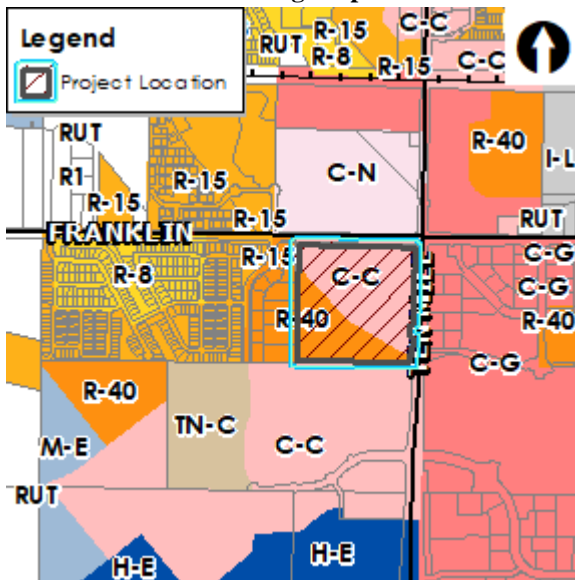 Legend
Project Location
C-C
R-15
RUT
R-8
C-C
R-15
RUT
R-40
I-L
R1
R-15
C-N
R-15
R-15
RUT
FRANKLIN
R-15
C-G
R-8
C-C
C-G
R-40
R-40
C-G
R-40
TN-C
C-C
M-E
RUT
H-E
H-E